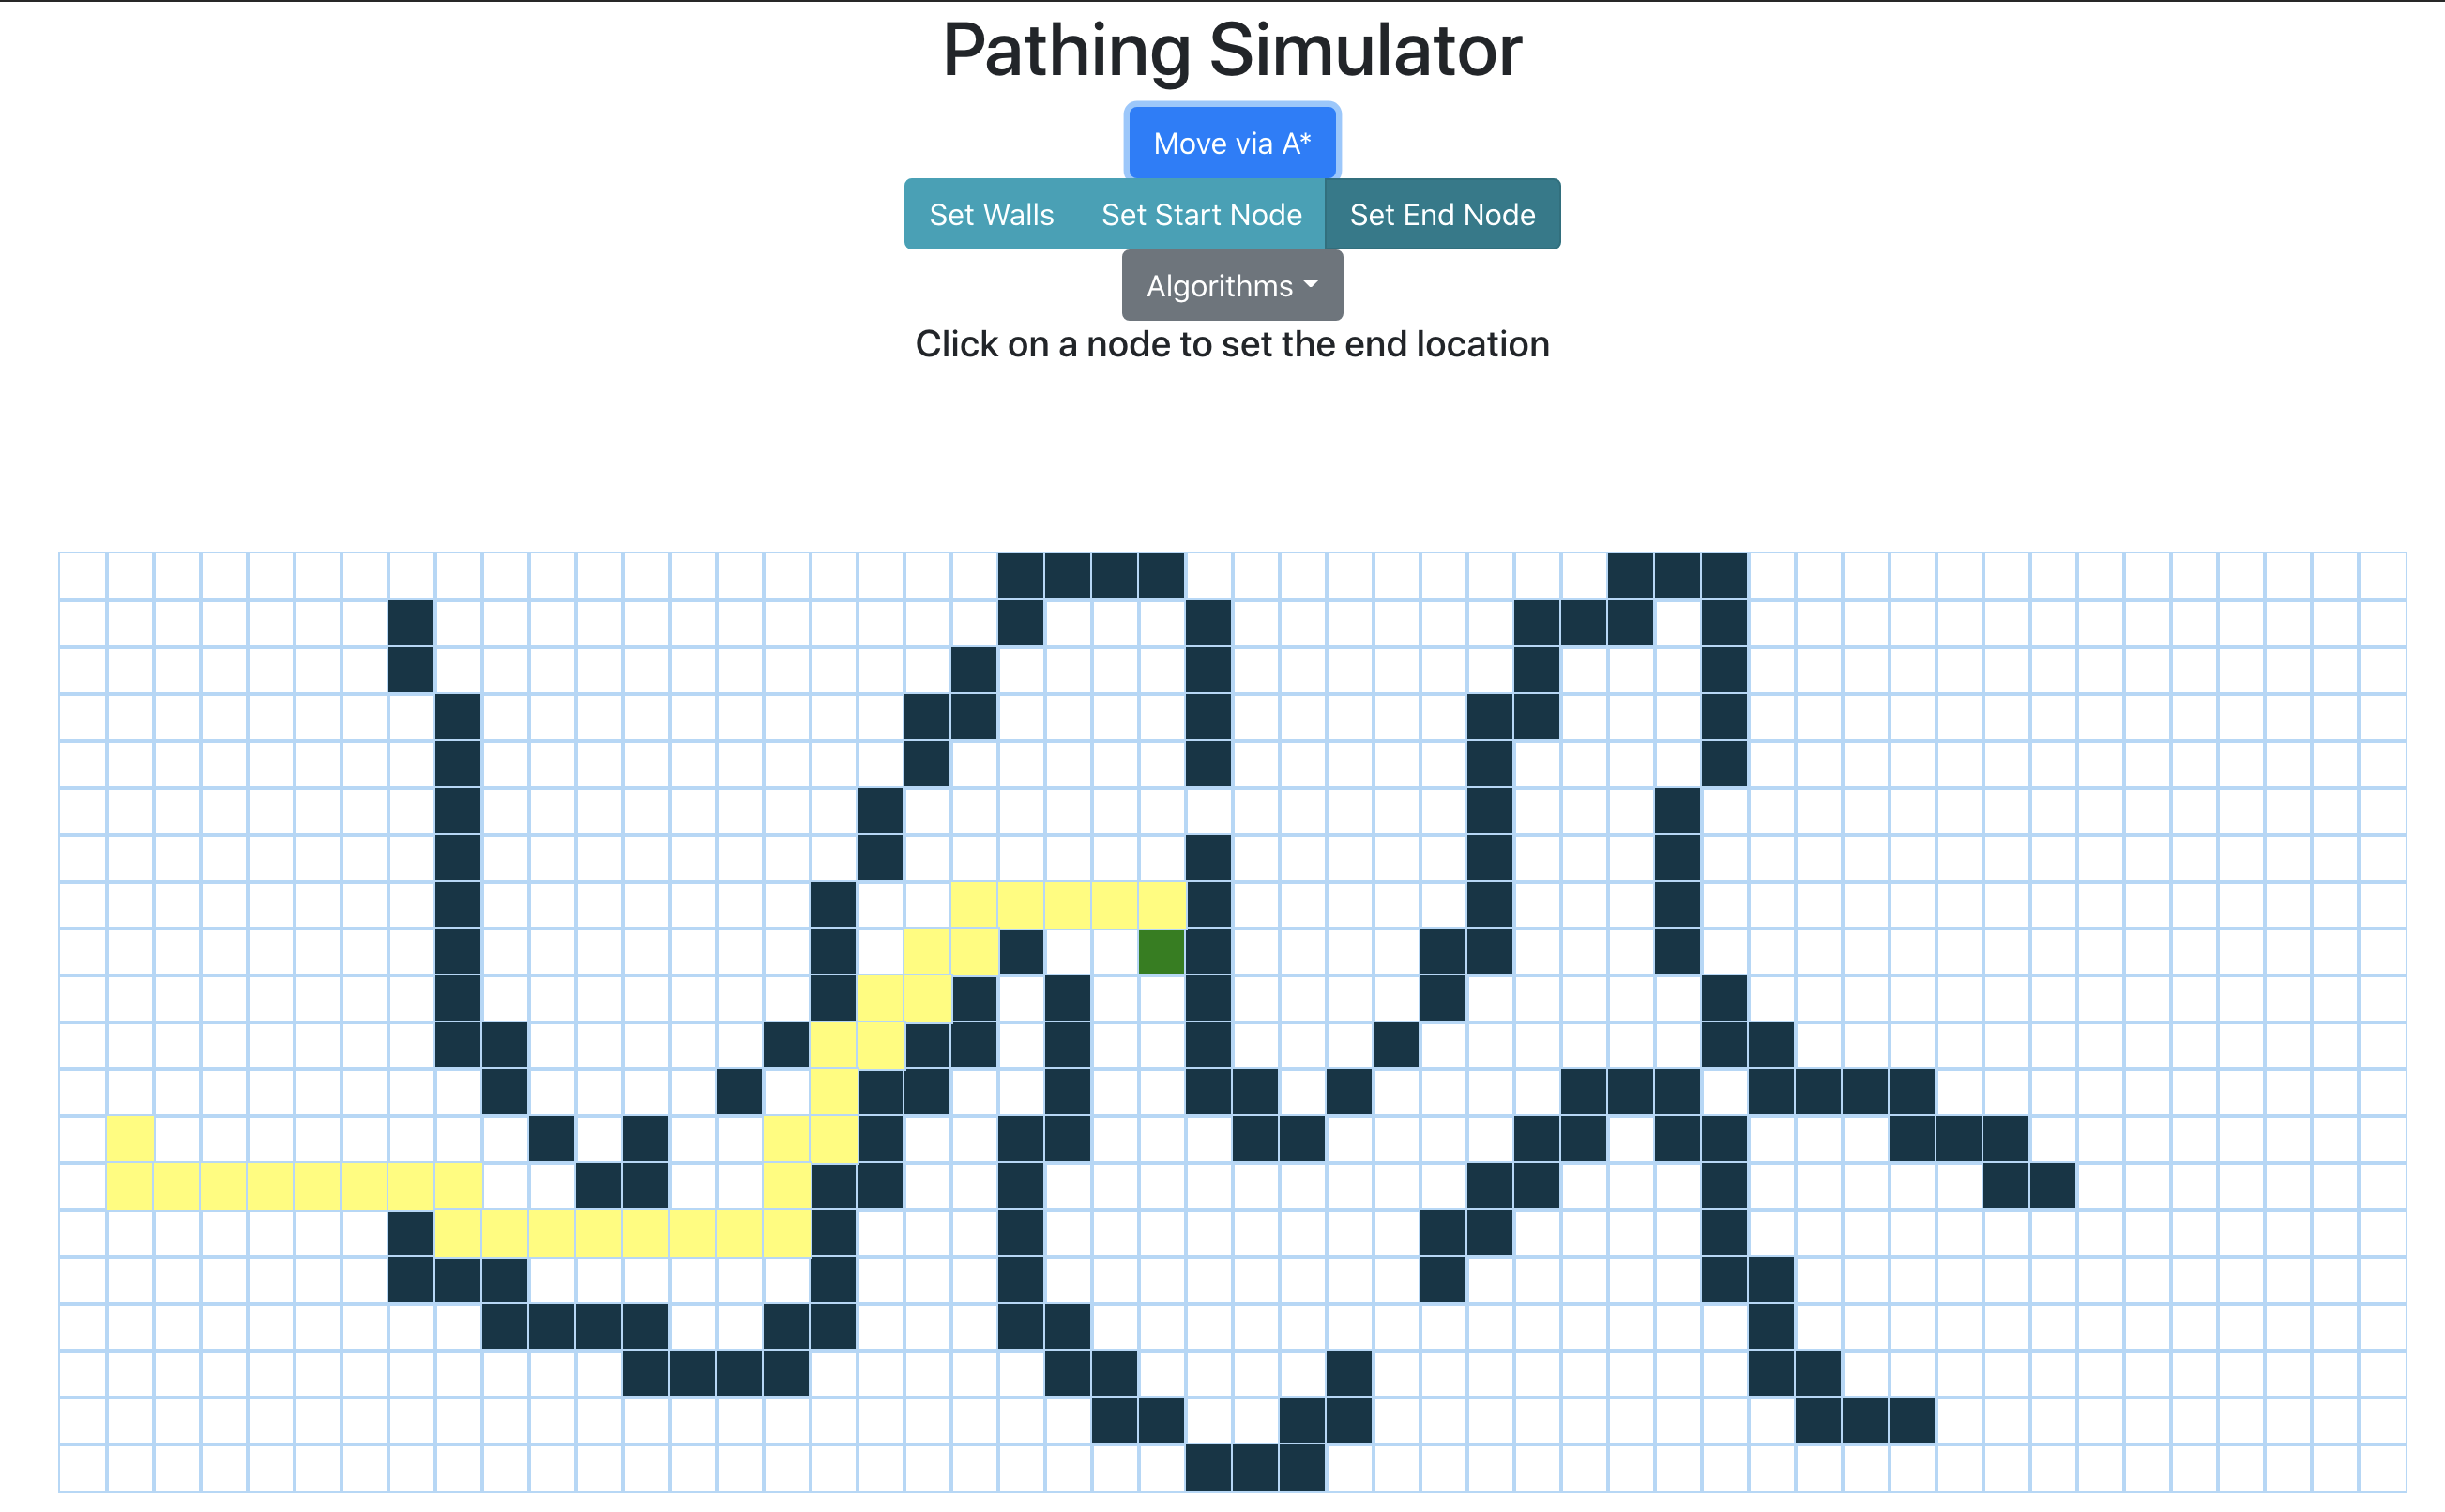 Pathing Simulator
Move via A*
Set Walls Set Start Node Set End Node
Algorithms
Click on a node to set the end location